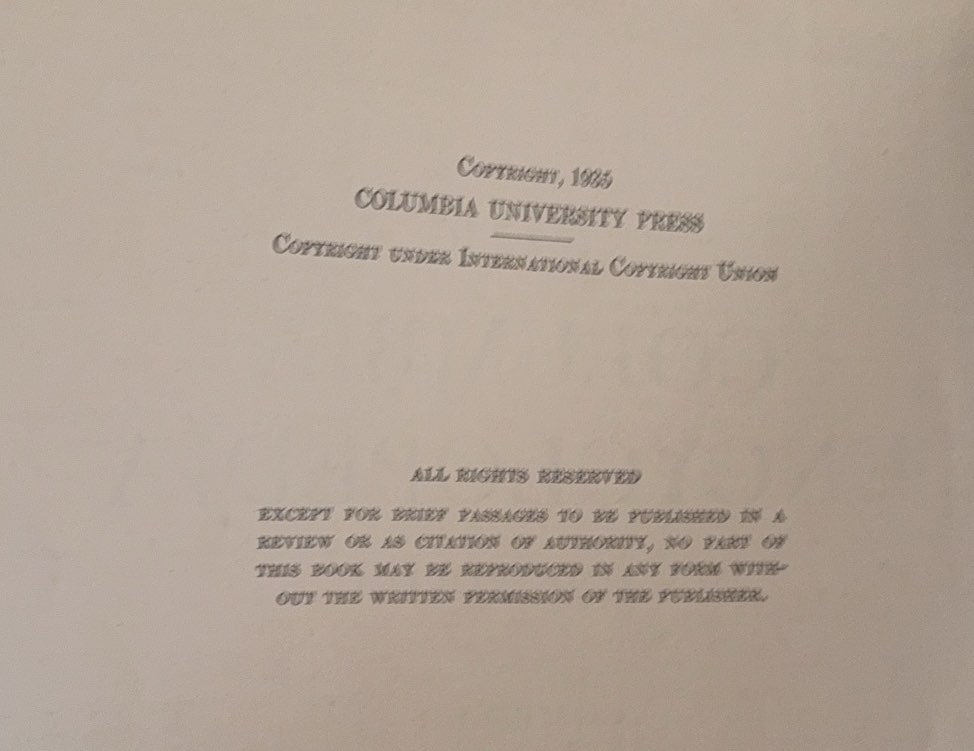 COPYRIGHT,
COLUMBIA UNIVERSITY PRESS
COPYRIGHT UNDER INTERNATIONAL COPYRIGHT UNION
ALL RIGHTS RESERVED
EXCEPT FOR BRIEF PASSAGES TO BE PUBLISHED IN A
REVIEW OR AS CITATION OF AUTHORITY, NO PART OF
THIS BOOK MAY BE REPRODUCED IN ANY FORM WITH-
OUT THE WRITTEN PERMISSION OF THE PUBLISHER.